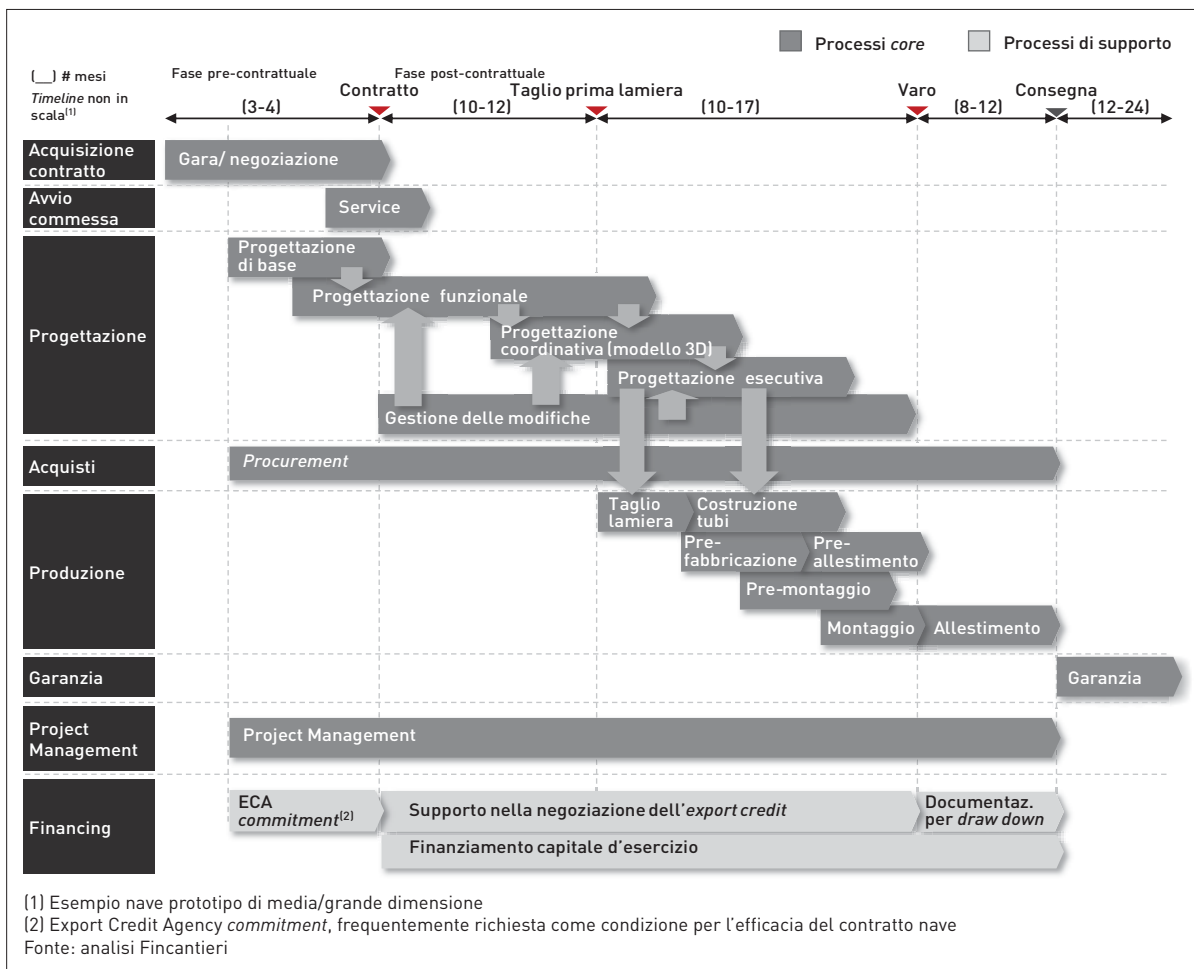 Processi core
Processi di supporto
(__) # mesi
Timeline non in
scala(1)
Fase pre-contrattuale
Fase post-contrattuale
Contratto
Taglio prima lamiera
Varo
Consegna
(3-4)
(10-12)
(10-17)
(8-12)
(12-24)
Acquisizione
contratto
Gara/ negoziazione
Avvio
commessa
Service
Progettazione
Progettazione
di base
Progettazione funzionale
Progettazione
coordinativa (modello 3D)
Progettazione esecutiva
Gestione delle modifiche
Acquisti
Procurement
Produzione
Taglio
lamiera
Costruzione
tubi
Pre-
fabbricazione
Pre-
allestimento
Pre-montaggio
Montaggio
Allestimento
Garanzia
Garanzia
Project
Management
Project Management
Financing
ECA
commitment(2)
Supporto nella negoziazione dell'export credit
Documentaz.
per draw down
Finanziamento capitale d'esercizio
(1) Esempio nave prototipo di media/grande dimensione
(2) Export Credit Agency commitment, frequentemente richiesta come condizione per l'efficacia del contratto nave
Fonte: analisi Fincantieri